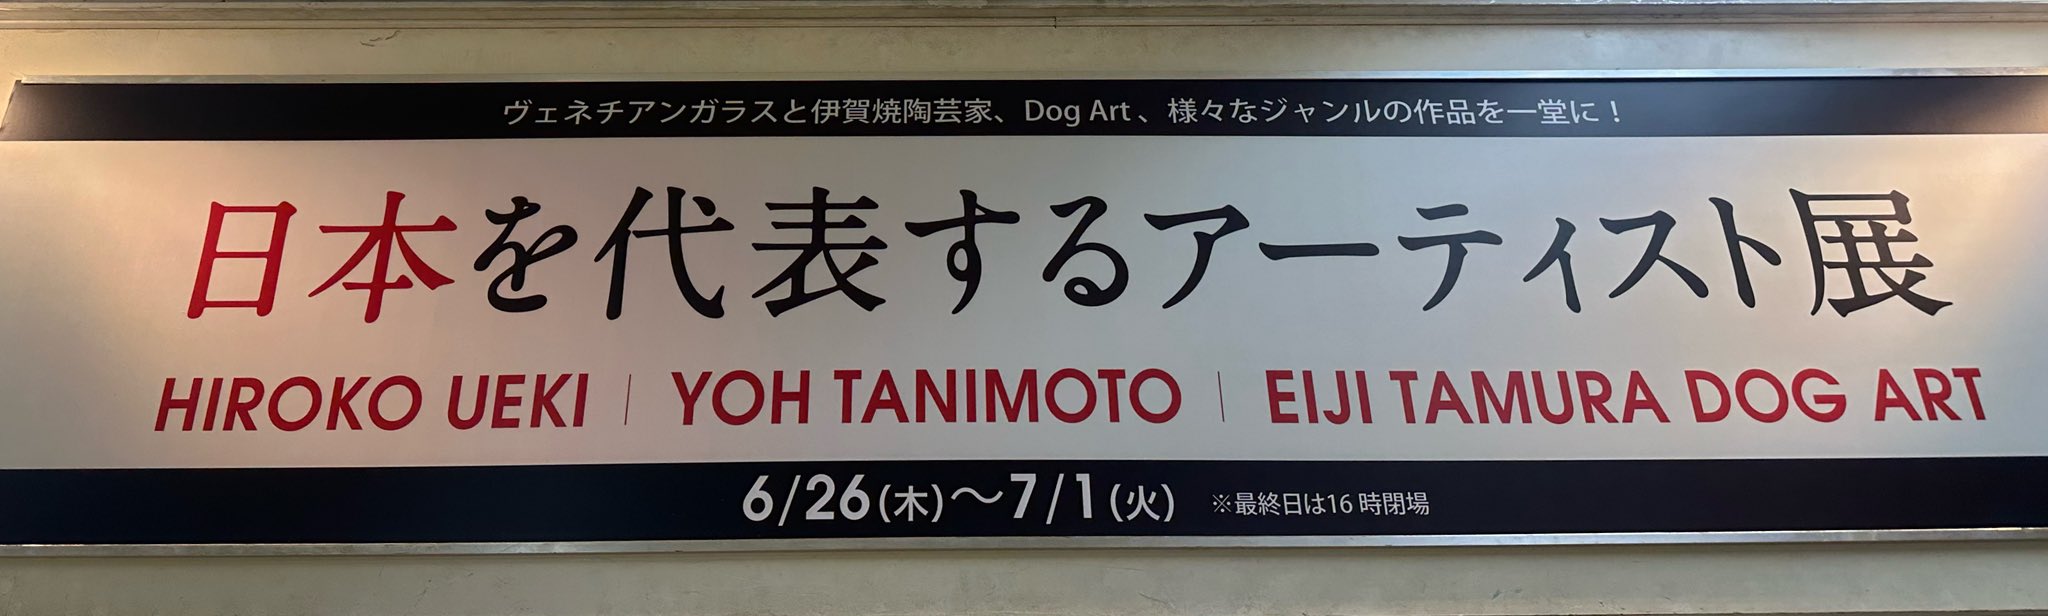 ヴェネチアンガラスと伊賀焼陶芸家、Dog Art、様々なジャンルの作品を一堂に！
日本を代表するアーティスト展
HIROKO UEKI | YOH TANIMOTO | EIJI TAMURA DOG ART
6/26(木)〜7/1(火) ※最終日は16時閉場